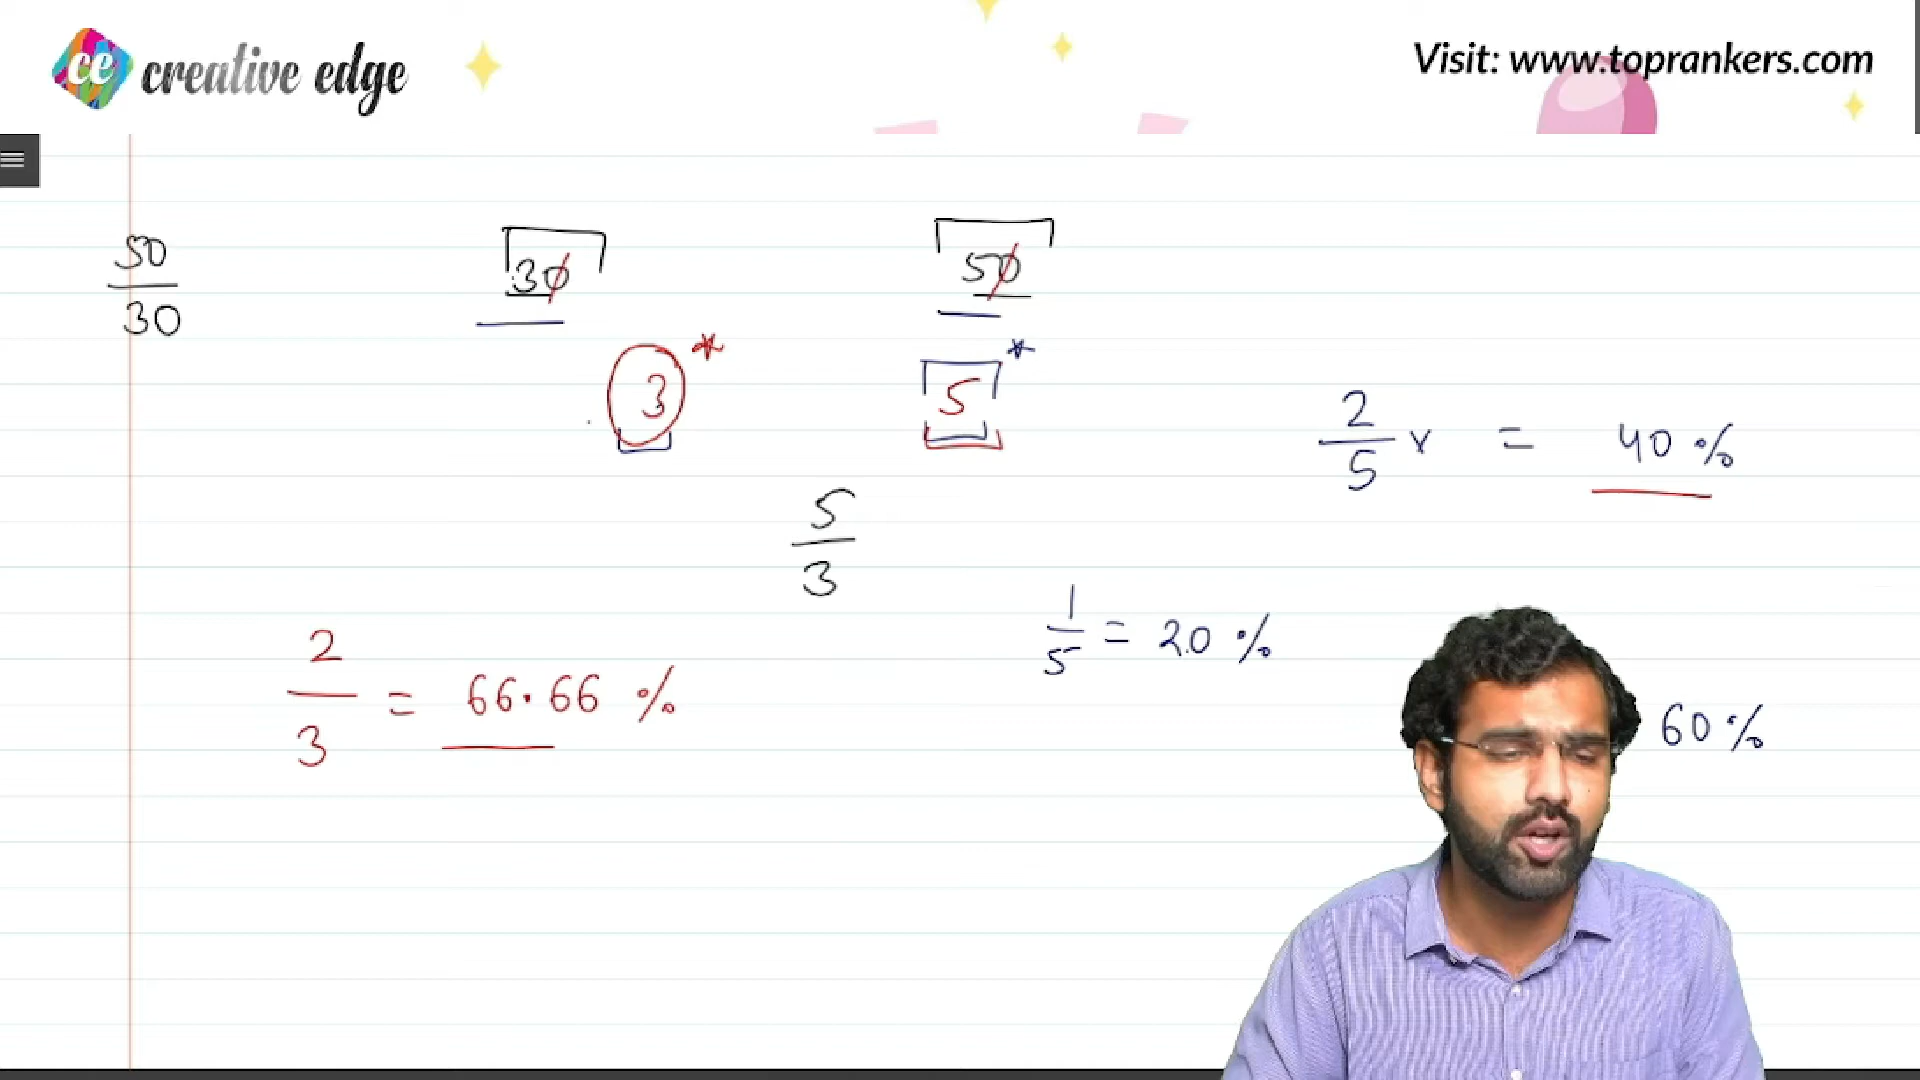 ce creative edge
Visit: www.toprankers.com
50
30
30
50
3 *
5 *
2
5 x = 40 %
5
3
1
5 = 20 %
2
3 = 66.66 %
60 %